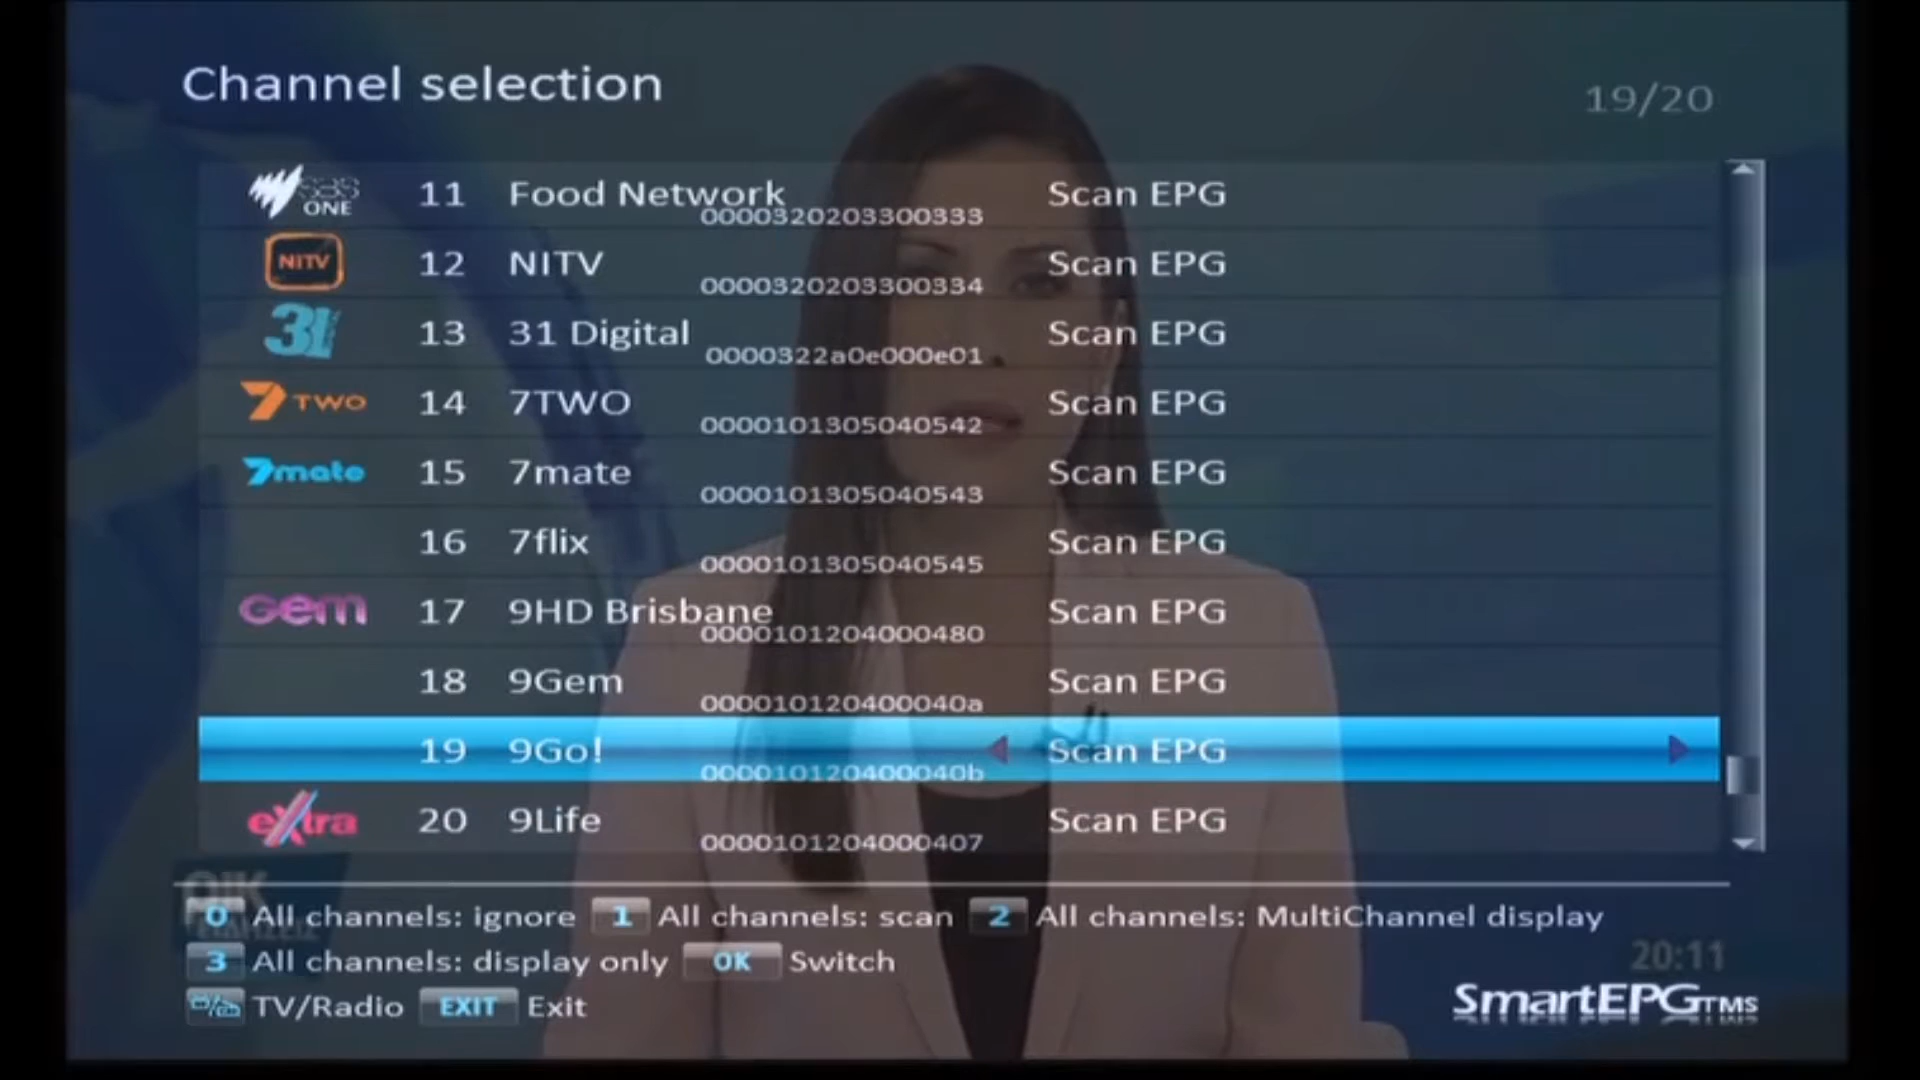 Channel selection
19/20
SBS ONE 11 Food Network Scan EPG
0000320203300333
NITV 12 NITV Scan EPG
0000320203300334
31 13 31 Digital Scan EPG
0000322a0e000e01
7TWO 14 7TWO Scan EPG
0000101305040542
7mate 15 7mate Scan EPG
0000101305040543
16 7flix Scan EPG
0000101305040545
Gem 17 9HD Brisbane Scan EPG
0000101204000480
18 9Gem Scan EPG
000010120400040a
19 9Go! Scan EPG
000010120400040b
eXtra 20 9Life Scan EPG
0000101204000407
0 All channels: ignore 1 All channels: scan 2 All channels: MultiChannel display
3 All channels: display only OK Switch
20:11
TV/Radio EXIT Exit
SmartEPG TMS